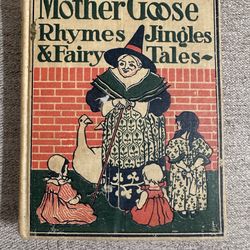 Mother Goose
Rhymes Jingles
& Fairy Tales